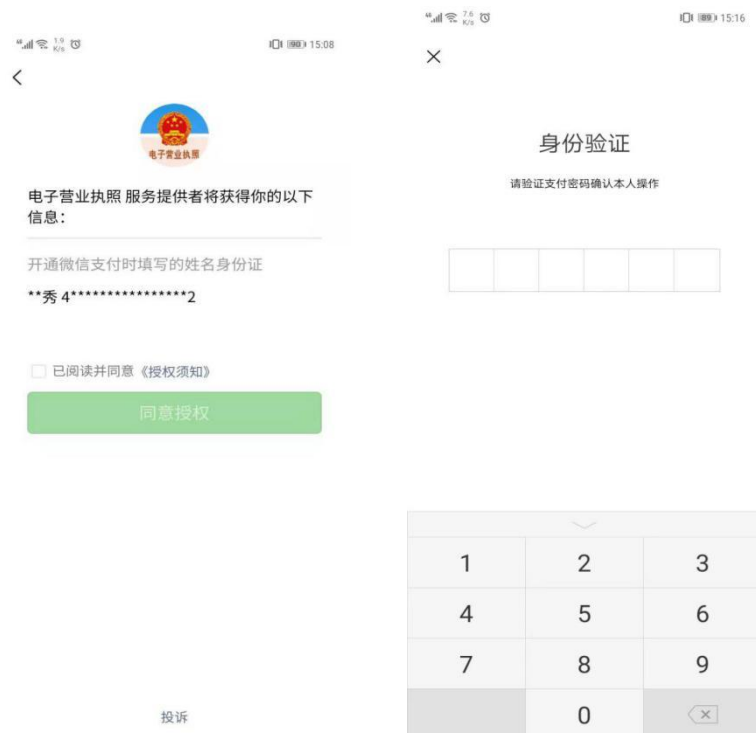 46 1.9 K/s 90 15:08
电子营业执照
电子营业执照 服务提供者将获得你的以下
信息：
开通微信支付时填写的姓名身份证
**秀 4****************2
已阅读并同意《授权须知》
同意授权
投诉
46 7.6 K/s 89 15:16
身份验证
请验证支付密码确认本人操作
1 2 3
4 5 6
7 8 9
0